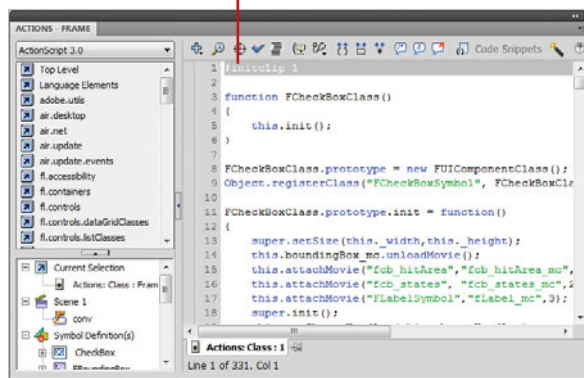 ACTIONS - FRAME
ActionScript 3.0
Code Snippets
Top Level
Language Elements
adobe.utils
air.desktop
air.net
air.update
air.update.events
fl.accessibility
fl.containers
fl.controls
fl.controls.dataGridClasses
fl.controls.listClasses
Current Selection
Actions: Class : Fram
Scene 1
conv
Symbol Definition(s)
CheckBox
FBoundingBox
1 #initclip 1
2
3 function FCheckBoxClass()
4 {
5 this.init();
6 }
7
8 FCheckBoxClass.prototype = new FUIComponentClass();
9 Object.registerClass("FCheckBoxSymbol", FCheckBoxCla
10
11 FCheckBoxClass.prototype.init = function()
12 {
13 super.setSize(this._width,this._height);
14 this.boundingBox_mc.unloadMovie();
15 this.attachMovie("fcb_hitArea","fcb_hitArea_mc",
16 this.attachMovie("fcb_states", "fcb_states_mc",2
17 this.attachMovie("FLabelSymbol","fLabel_mc",3);
18 super.init();
Actions: Class : 1
Line 1 of 331, Col 1